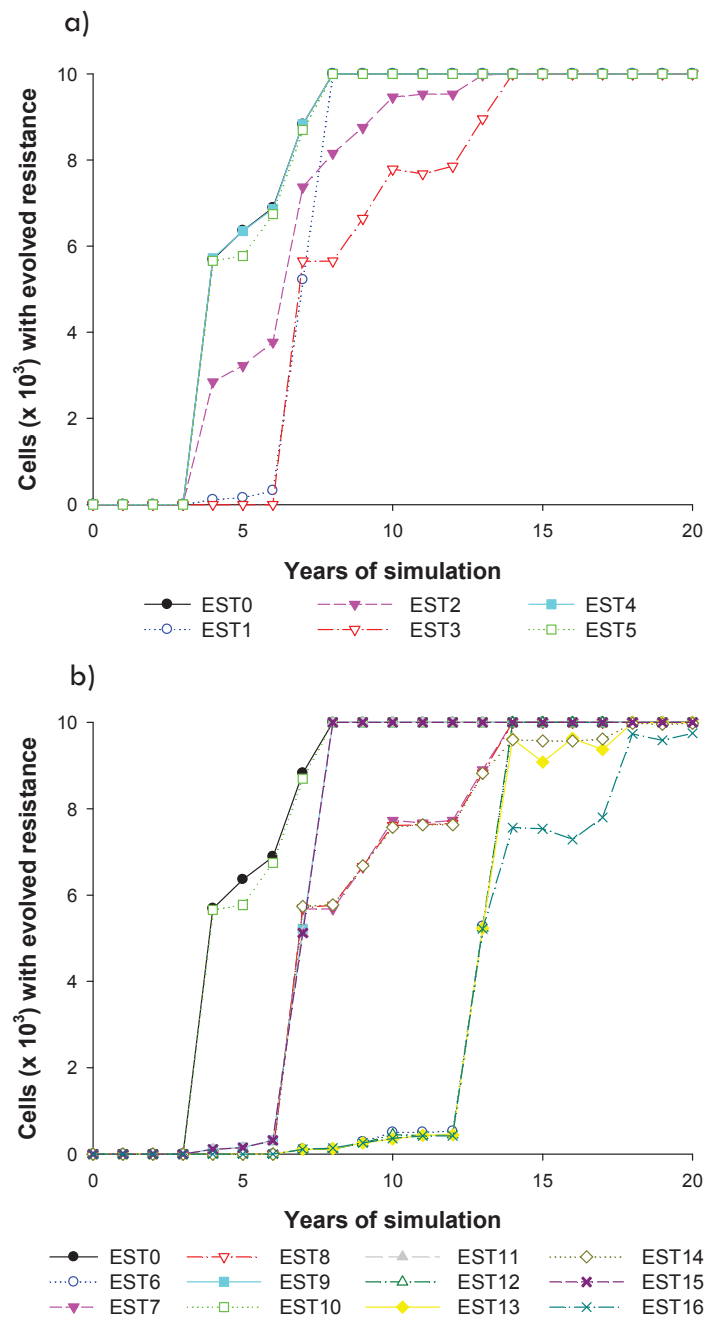 a)
10
8
6
4
2
0
Cells (x 10³) with evolved resistance
0 5 10 15 20
Years of simulation
EST0 EST2 EST4
EST1 EST3 EST5
b)
10
8
6
4
2
0
Cells (x 10³) with evolved resistance
0 5 10 15 20
Years of simulation
EST0 EST8 EST11 EST14
EST6 EST9 EST12 EST15
EST7 EST10 EST13 EST16